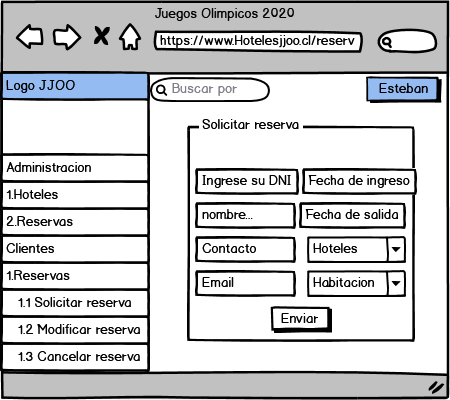 Juegos Olimpicos 2020
https://www.Hotelesjjoo.cl/reserv
Logo JJOO
Buscar por
Esteban
Solicitar reserva
Administracion
1.Hoteles
2.Reservas
Clientes
1.Reservas
1.1 Solicitar reserva
1.2 Modificar reserva
1.3 Cancelar reserva
Ingrese su DNI
Fecha de ingreso
nombre...
Fecha de salida
Contacto
Hoteles
Email
Habitacion
Enviar